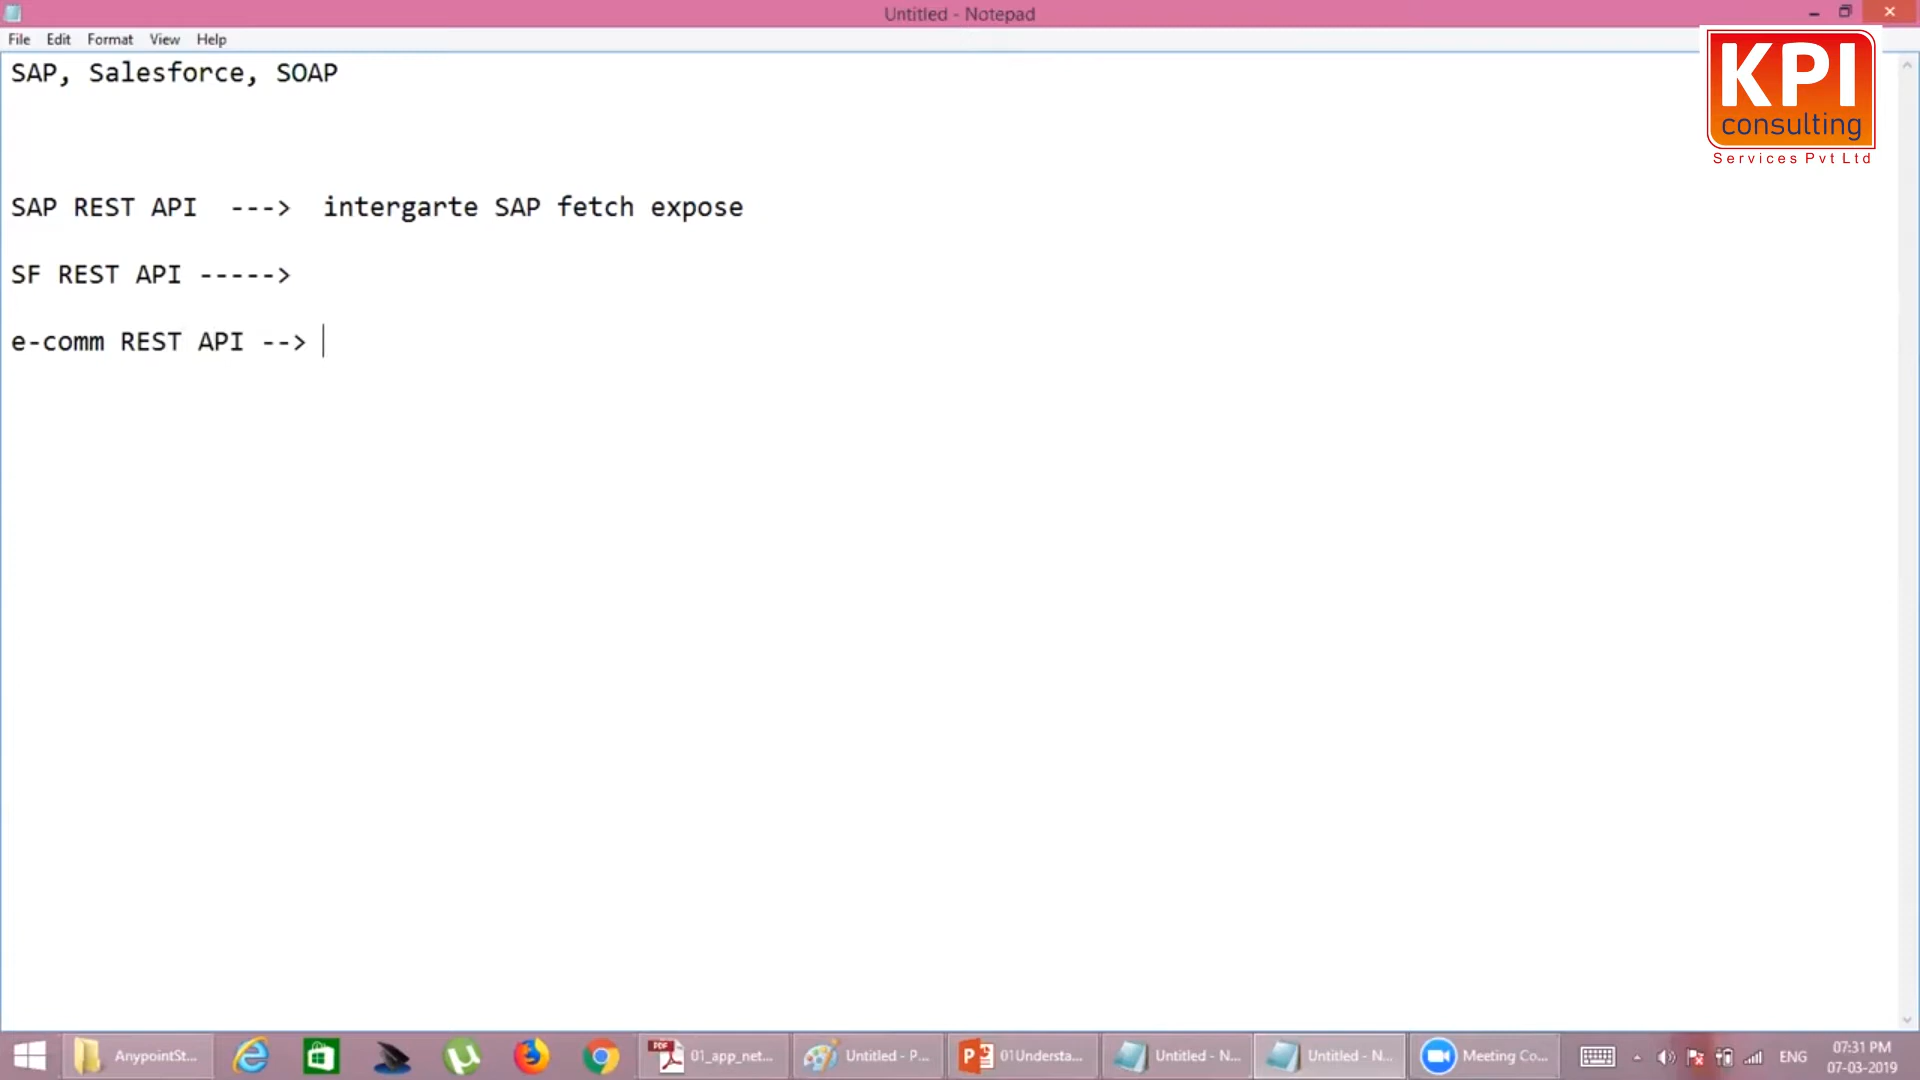 Untitled - Notepad
File Edit Format View Help
SAP, Salesforce, SOAP
KPI
consulting
Services Pvt Ltd
SAP REST API ---> intergarte SAP fetch expose
SF REST API ----->
e-comm REST API -->
AnypointSt...
01_app_net...
Untitled - P...
01Understa...
Untitled - N...
Untitled - N...
Meeting Co...
ENG
07:31 PM
07-03-2019